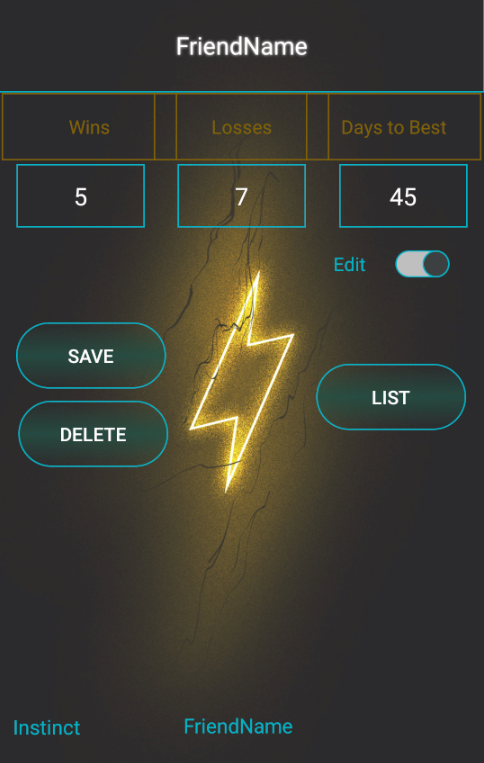 FriendName
Wins Losses Days to Best
5 7 45
Edit
SAVE
LIST
DELETE
Instinct FriendName